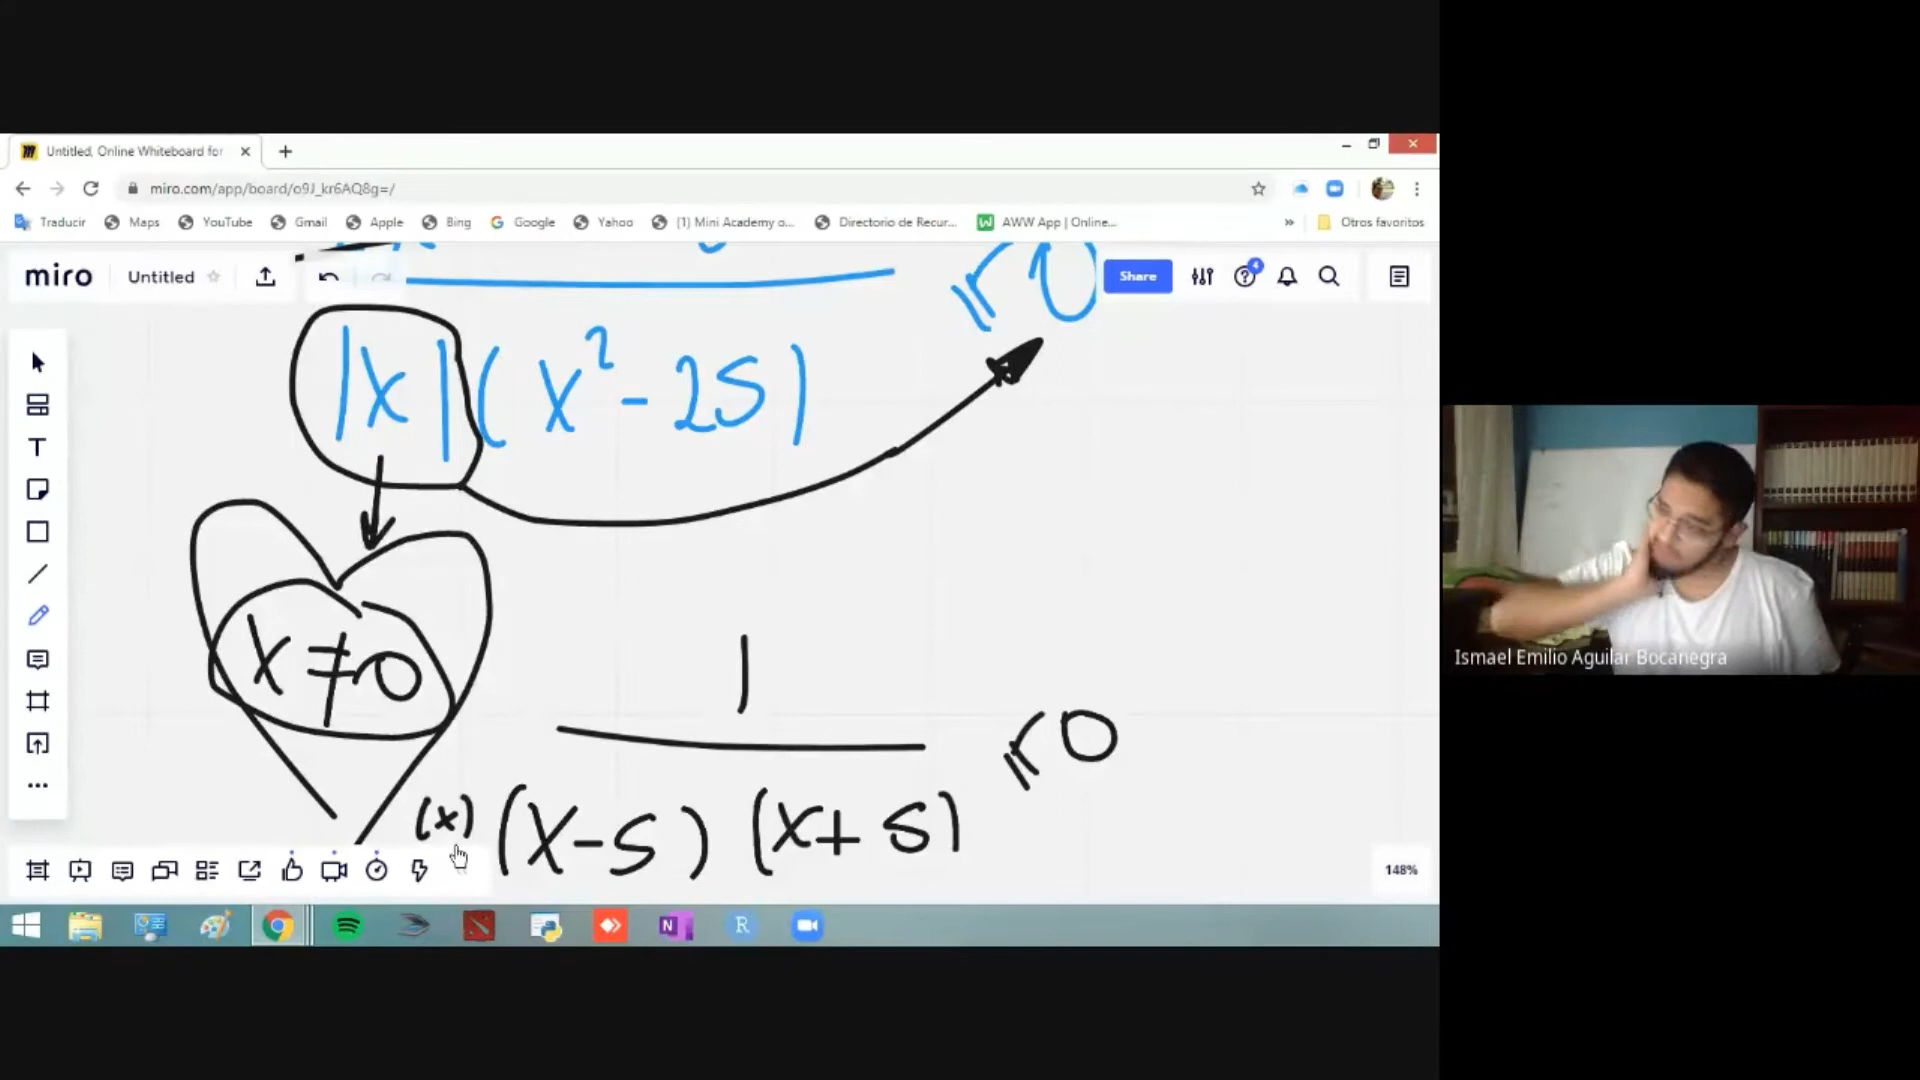 Untitled, Online Whiteboard for
miro.com/app/board/o9J_kr6AQ8g=/
Traducir Maps YouTube Gmail Apple Bing Google Yahoo (1) Mini Academy o... Directorio de Recur... AWW App | Online... » Otros favoritos
miro Untitled Share 4
|x|(x²-25)
x≠0
1
(x) (x-5) (x+5)
148%
Ismael Emilio Aguilar Bocanegra